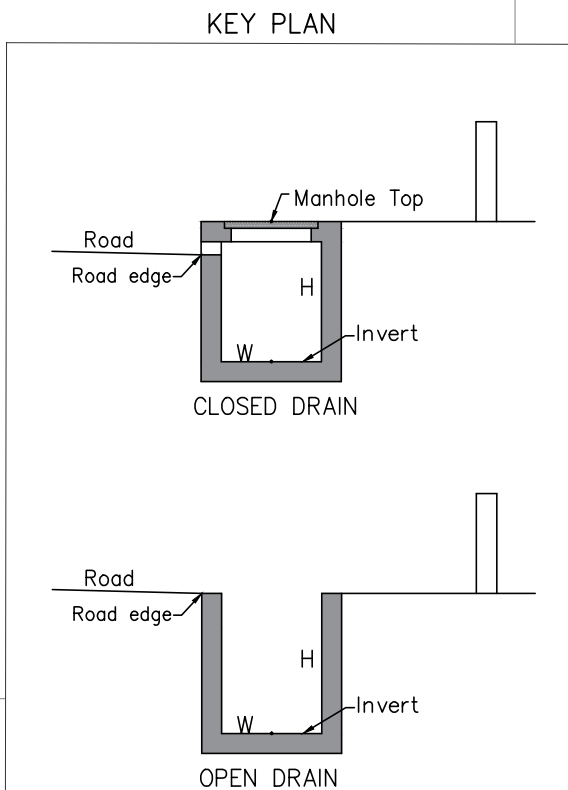 KEY PLAN
Manhole Top
Road
Road edge
H
Invert
W
CLOSED DRAIN
Road
Road edge
H
Invert
W
OPEN DRAIN